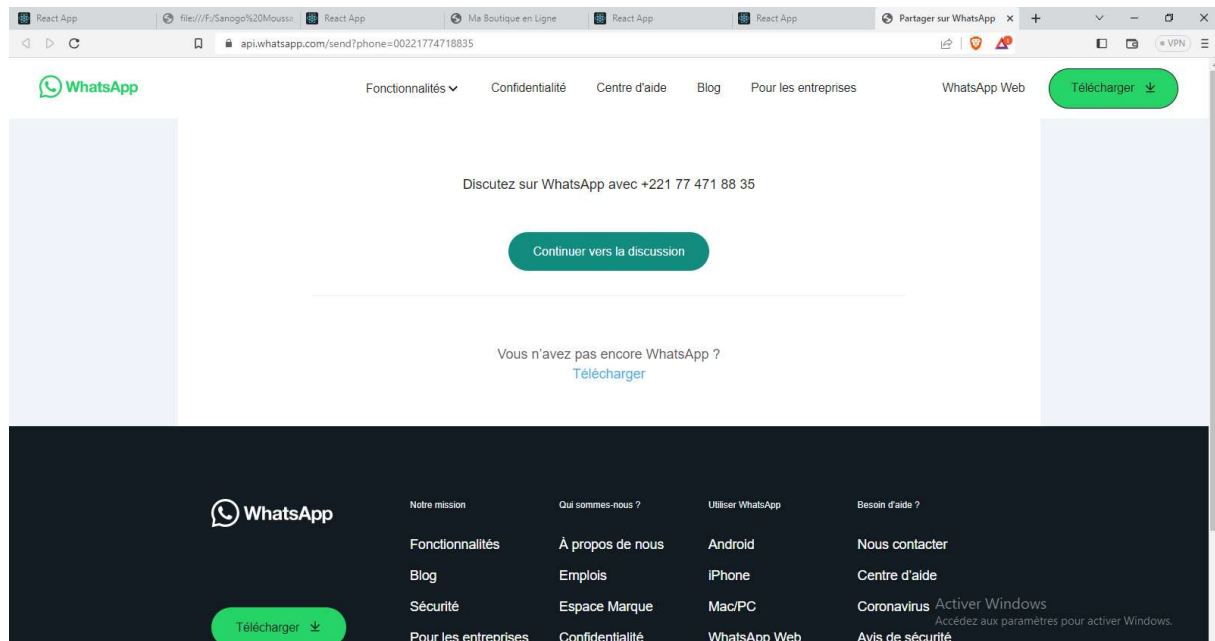 React App
file:///F:/Sanogo%20Moussa
React App
Ma Boutique en Ligne
React App
React App
Partager sur WhatsApp
api.whatsapp.com/send?phone=00221774718835
VPN
WhatsApp
Fonctionnalités
Confidentialité
Centre d'aide
Blog
Pour les entreprises
WhatsApp Web
Télécharger
Discutez sur WhatsApp avec +221 77 471 88 35
Continuer vers la discussion
Vous n'avez pas encore WhatsApp ?
Télécharger
WhatsApp
Télécharger
Notre mission
Fonctionnalités
Blog
Sécurité
Pour les entreprises
Qui sommes-nous ?
À propos de nous
Emplois
Espace Marque
Confidentialité
Utiliser WhatsApp
Android
iPhone
Mac/PC
WhatsApp Web
Besoin d'aide ?
Nous contacter
Centre d'aide
Coronavirus
Avis de sécurité
Activer Windows
Accédez aux paramètres pour activer Windows.